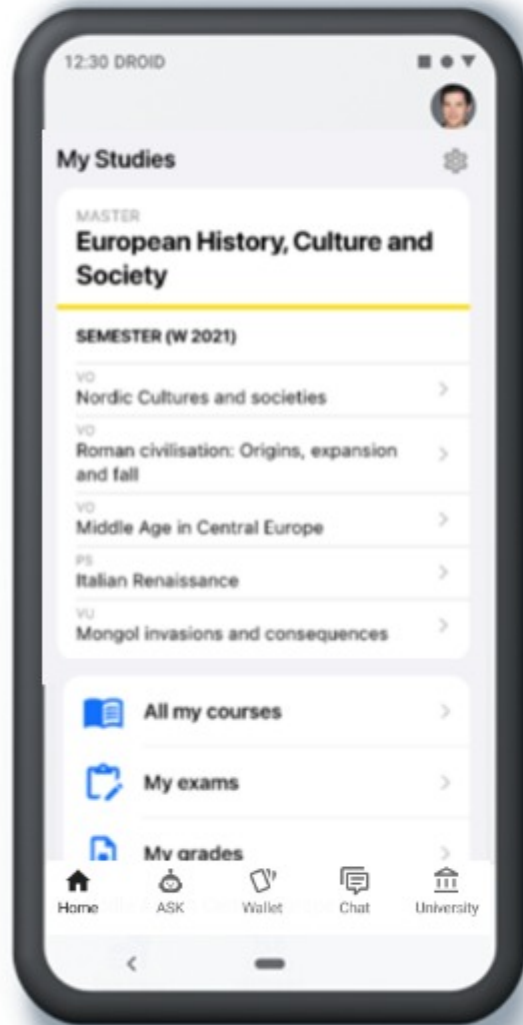 12:30 DROID
My Studies
MASTER
European History, Culture and
Society
SEMESTER (W 2021)
VO
Nordic Cultures and societies
VO
Roman civilisation: Origins, expansion
and fall
VO
Middle Age in Central Europe
PS
Italian Renaissance
VU
Mongol invasions and consequences
All my courses
My exams
My grades
Home ASK Wallet Chat University